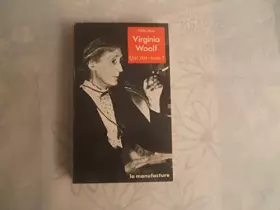 Virginia
Woolf
Qui êtes-vous ?
la manufacture